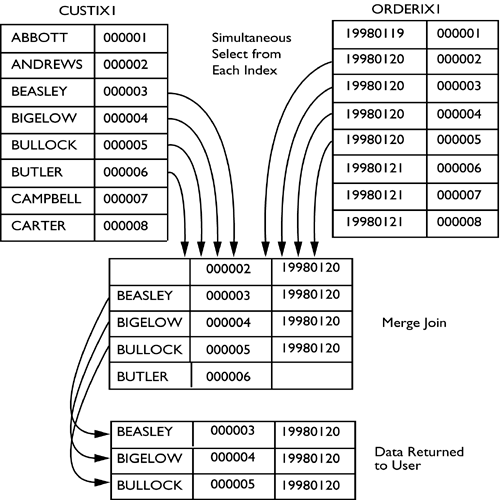 CUSTIX1
ORDERIX1
ABBOTT 000001
ANDREWS 000002
BEASLEY 000003
BIGELOW 000004
BULLOCK 000005
BUTLER 000006
CAMPBELL 000007
CARTER 000008
Simultaneous
Select from
Each Index
19980119 000001
19980120 000002
19980119 000003
19980120 000004
19980120 000005
19980121 000006
19980121 000007
19980121 000008
000002 19980120
BEASLEY 000003 19980120
BIGELOW 000004 19980120
BULLOCK 000005 19980120
BUTLER 000006
Merge Join
BEASLEY 000003 19980120
BIGELOW 000004 19980120
BULLOCK 000005 19980120
Data Returned
to User